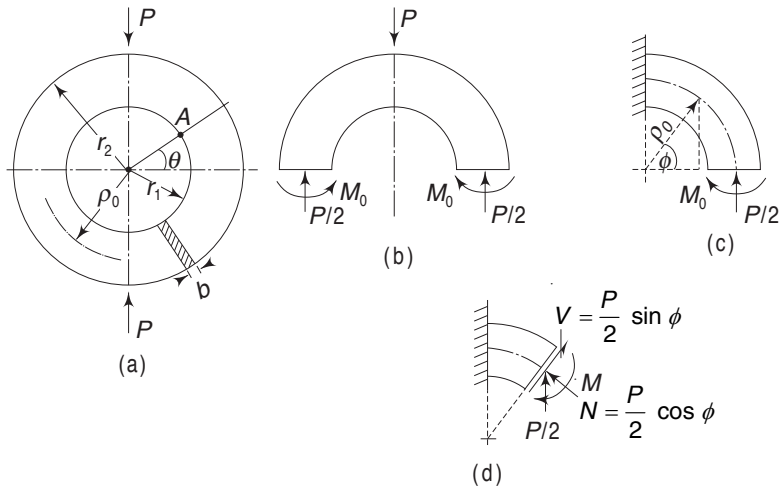 P
A
r₂
θ
r₁
ρ₀
b
P
(a)
P
M₀
M₀
P/2
P/2
(b)
ρ₀
ϕ
M₀
P/2
(c)
V = P/2 sin ϕ
M
P/2
N = P/2 cos ϕ
(d)